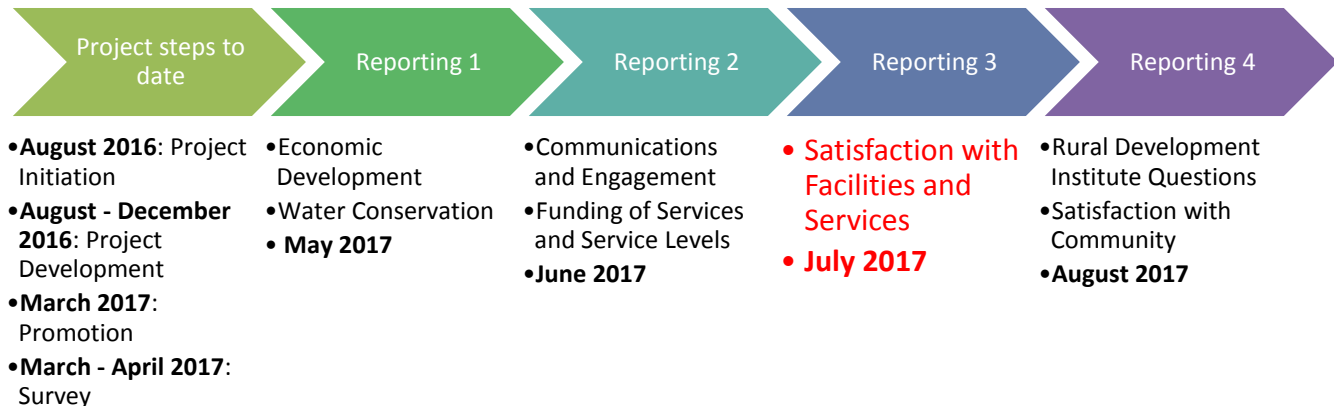 Project steps to
date
•August 2016: Project
Initiation
•August - December
2016: Project
Development
•March 2017:
Promotion
•March - April 2017:
Survey
Reporting 1
•Economic
Development
•Water Conservation
• May 2017
Reporting 2
•Communications
and Engagement
•Funding of Services
and Service Levels
•June 2017
Reporting 3
• Satisfaction with
Facilities and
Services
• July 2017
Reporting 4
•Rural Development
Institute Questions
•Satisfaction with
Community
•August 2017